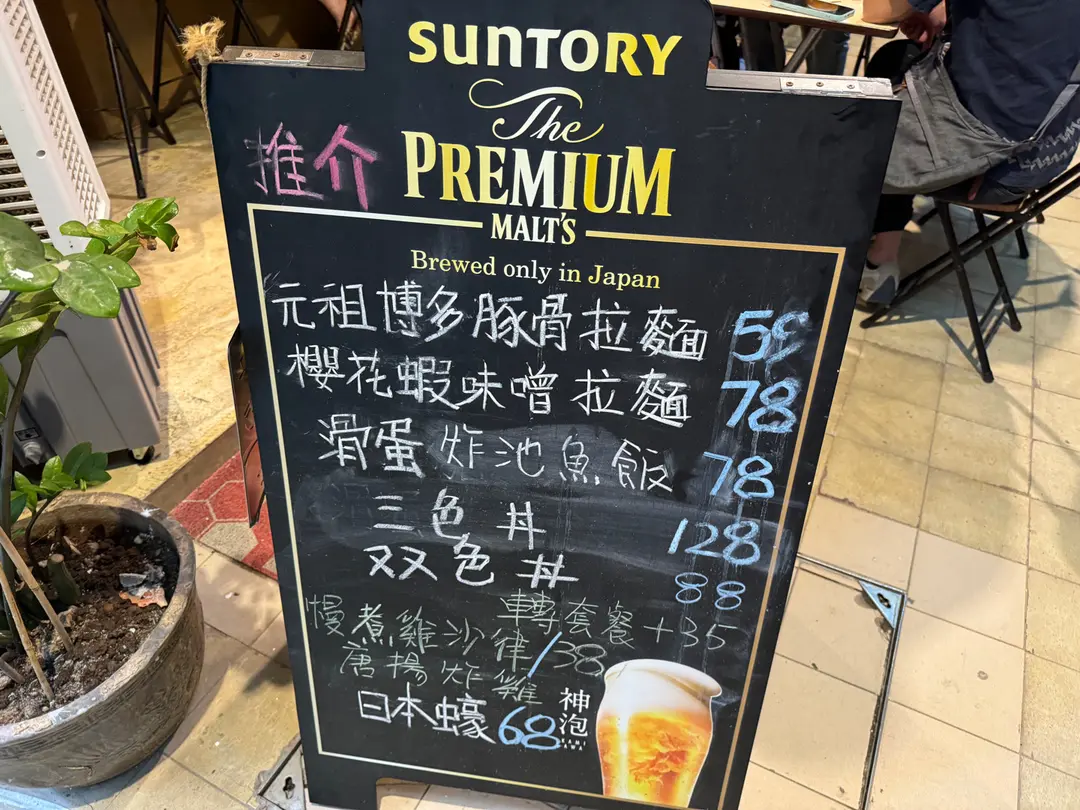 SUNTORY
The
PREMIUM
MALT'S
推介
Brewed only in Japan
元祖博多豚骨拉麵 59
櫻花蝦味噌拉麵 78
滑蛋炸池魚飯 78
三色丼 128
双色丼 88
轉套餐 +35
慢煮雞沙律/38
唐揚炸雞
日本蠔 68
神泡